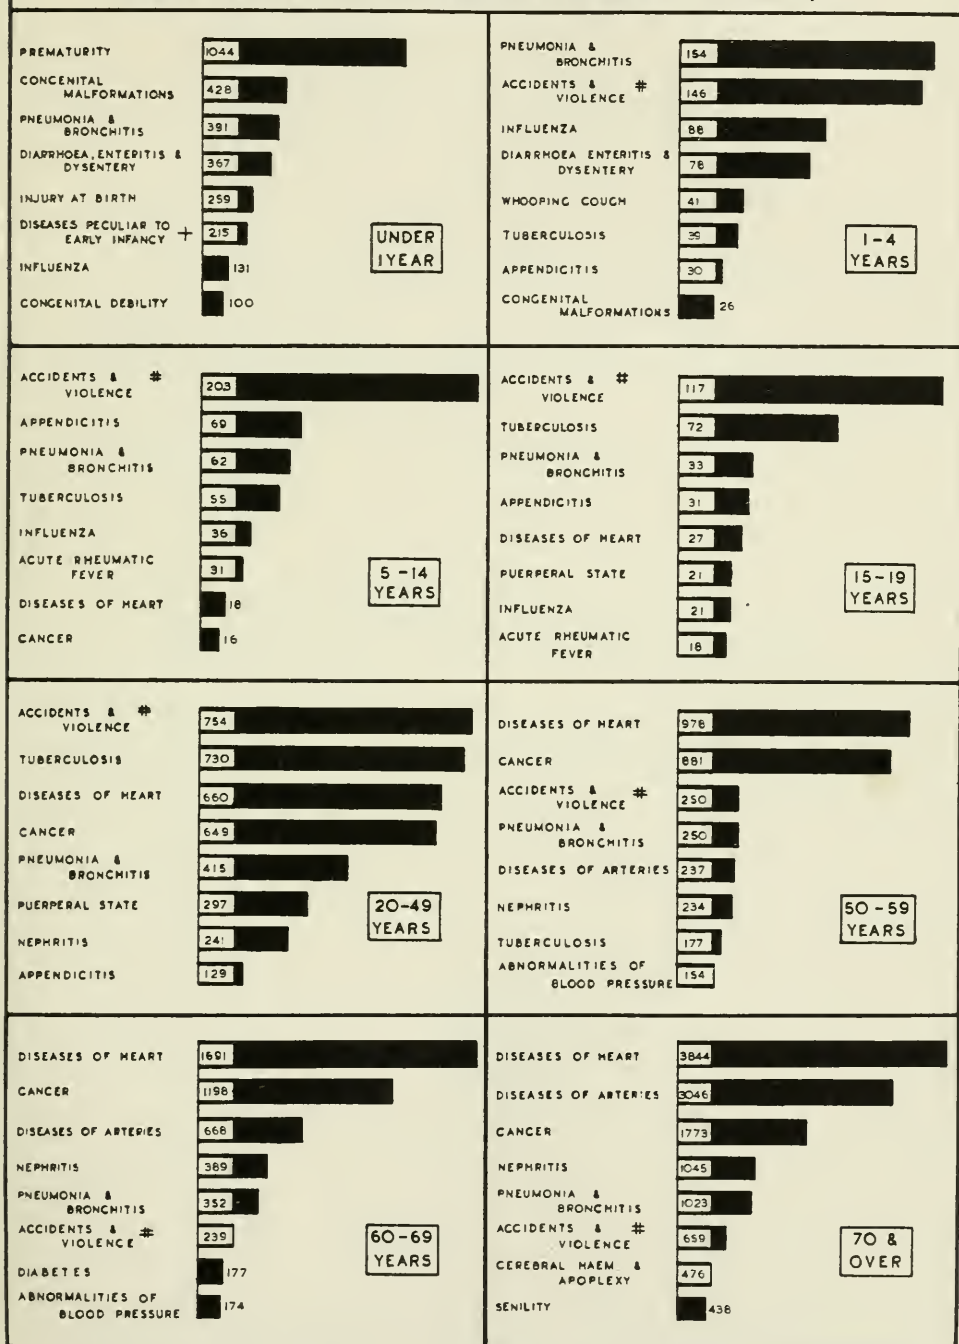 PREMATURITY 1044
CONGENITAL
MALFORMATIONS 428
PNEUMONIA &
BRONCHITIS 391
DIARRHOEA, ENTERITIS &
DYSENTERY 367
INJURY AT BIRTH 259
DISEASES PECULIAR TO
EARLY INFANCY + 215
INFLUENZA 131
CONGENITAL DEBILITY 100
UNDER
1 YEAR
PNEUMONIA &
BRONCHITIS 154
ACCIDENTS & #
VIOLENCE 146
INFLUENZA 88
DIARRHOEA ENTERITIS &
DYSENTERY 78
WHOOPING COUGH 41
TUBERCULOSIS 39
APPENDICITIS 30
CONGENITAL
MALFORMATIONS 26
1-4
YEARS
ACCIDENTS & #
VIOLENCE 203
APPENDICITIS 69
PNEUMONIA &
BRONCHITIS 62
TUBERCULOSIS 55
INFLUENZA 36
ACUTE RHEUMATIC
FEVER 31
DISEASES OF HEART 18
CANCER 16
5-14
YEARS
ACCIDENTS & #
VIOLENCE 117
TUBERCULOSIS 72
PNEUMONIA &
BRONCHITIS 33
APPENDICITIS 31
DISEASES OF HEART 27
PUERPERAL STATE 21
INFLUENZA 21
ACUTE RHEUMATIC
FEVER 18
15-19
YEARS
ACCIDENTS & #
VIOLENCE 754
TUBERCULOSIS 730
DISEASES OF HEART 660
CANCER 649
PNEUMONIA &
BRONCHITIS 415
PUERPERAL STATE 297
NEPHRITIS 241
APPENDICITIS 129
20-49
YEARS
DISEASES OF HEART 978
CANCER 881
ACCIDENTS & #
VIOLENCE 250
PNEUMONIA &
BRONCHITIS 250
DISEASES OF ARTERIES 237
NEPHRITIS 234
TUBERCULOSIS 177
ABNORMALITIES OF
BLOOD PRESSURE 154
50-59
YEARS
DISEASES OF HEART 1691
CANCER 1198
DISEASES OF ARTERIES 668
NEPHRITIS 389
PNEUMONIA &
BRONCHITIS 352
ACCIDENTS & #
VIOLENCE 239
DIABETES 177
ABNORMALITIES OF
BLOOD PRESSURE 174
60-69
YEARS
DISEASES OF HEART 3844
DISEASES OF ARTERIES 3046
CANCER 1773
NEPHRITIS 1045
PNEUMONIA &
BRONCHITIS 1023
ACCIDENTS & #
VIOLENCE 659
CEREBRAL HAEM &
APOPLEXY 476
SENILITY 438
70 &
OVER